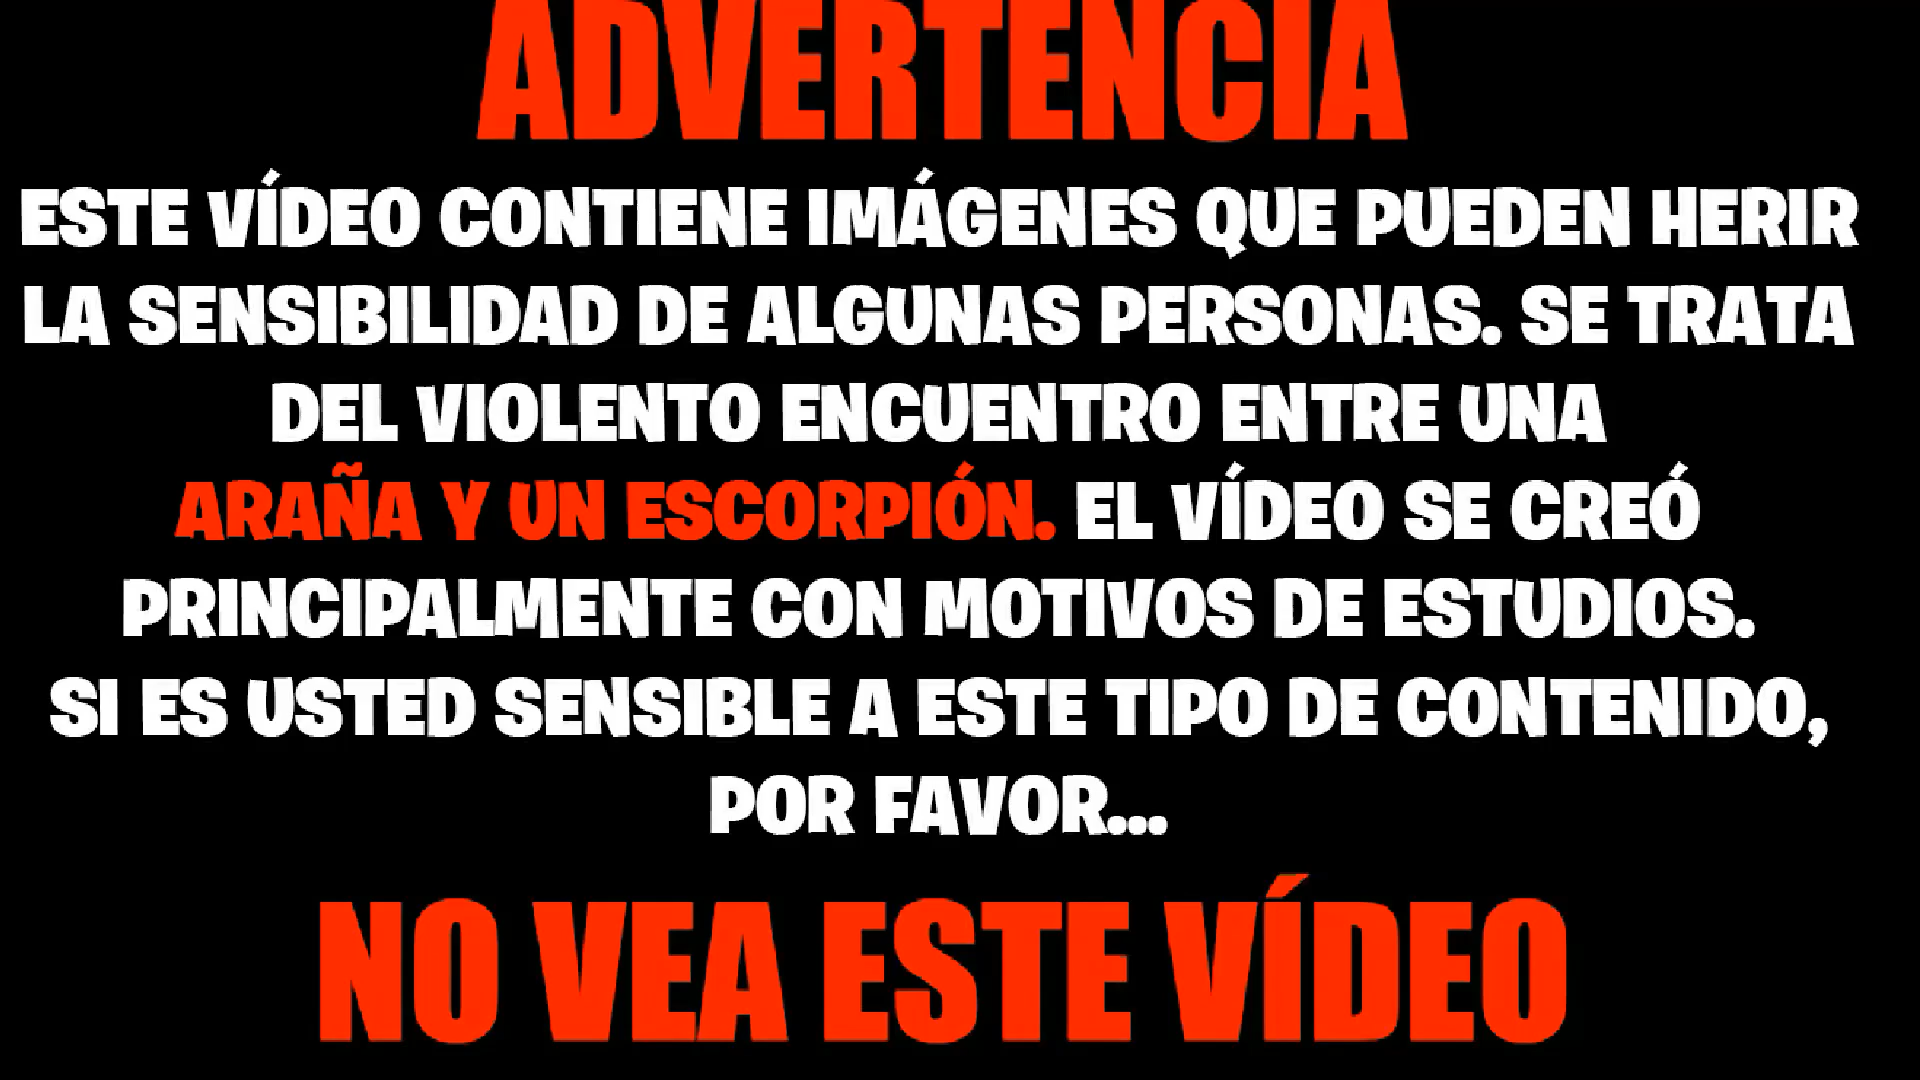 ADVERTENCIA
ESTE VÍDEO CONTIENE IMÁGENES QUE PUEDEN HERIR
LA SENSIBILIDAD DE ALGUNAS PERSONAS. SE TRATA
DEL VIOLENTO ENCUENTRO ENTRE UNA
ARAÑA Y UN ESCORPIÓN. EL VÍDEO SE CREÓ
PRINCIPALMENTE CON MOTIVOS DE ESTUDIOS.
SI ES USTED SENSIBLE A ESTE TIPO DE CONTENIDO,
POR FAVOR...
NO VEA ESTE VÍDEO